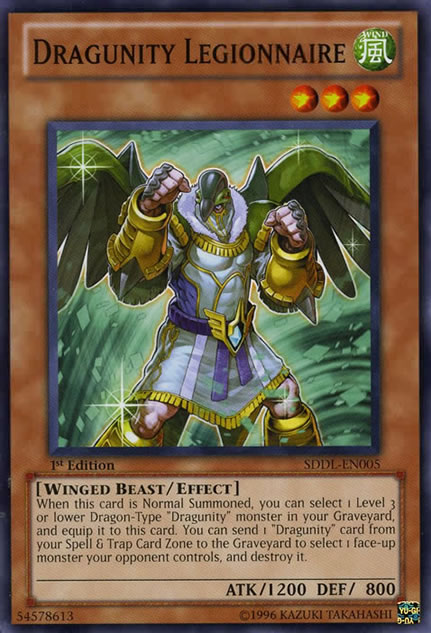 DRAGUNITY LEGIONNAIRE
WIND
風
1st Edition
SDDL-EN005
[WINGED BEAST/EFFECT]
When this card is Normal Summoned, you can select 1 Level 3
or lower Dragon-Type "Dragunity" monster in your Graveyard,
and equip it to this card. You can send 1 "Dragunity" card from
your Spell & Trap Card Zone to the Graveyard to select 1 face-up
monster your opponent controls, and destroy it.
ATK/1200 DEF/ 800
54578613
©1996 KAZUKI TAKAHASHI